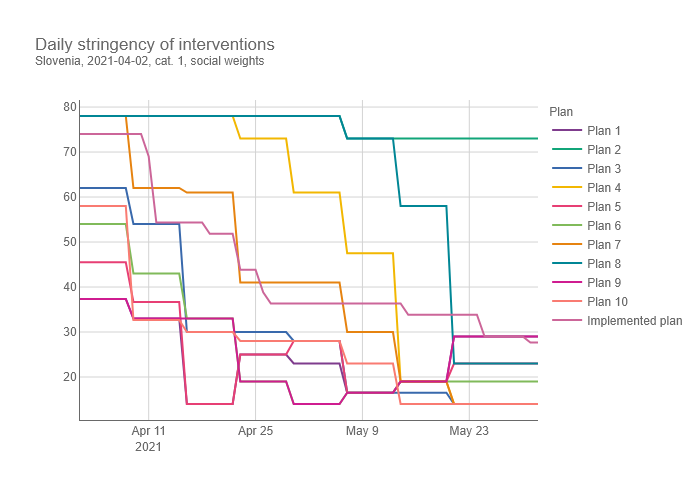 Daily stringency of interventions
Slovenia, 2021-04-02, cat. 1, social weights
80
70
60
50
40
30
20
Apr 11
2021
Apr 25
May 9
May 23
Plan
Plan 1
Plan 2
Plan 3
Plan 4
Plan 5
Plan 6
Plan 7
Plan 8
Plan 9
Plan 10
Implemented plan